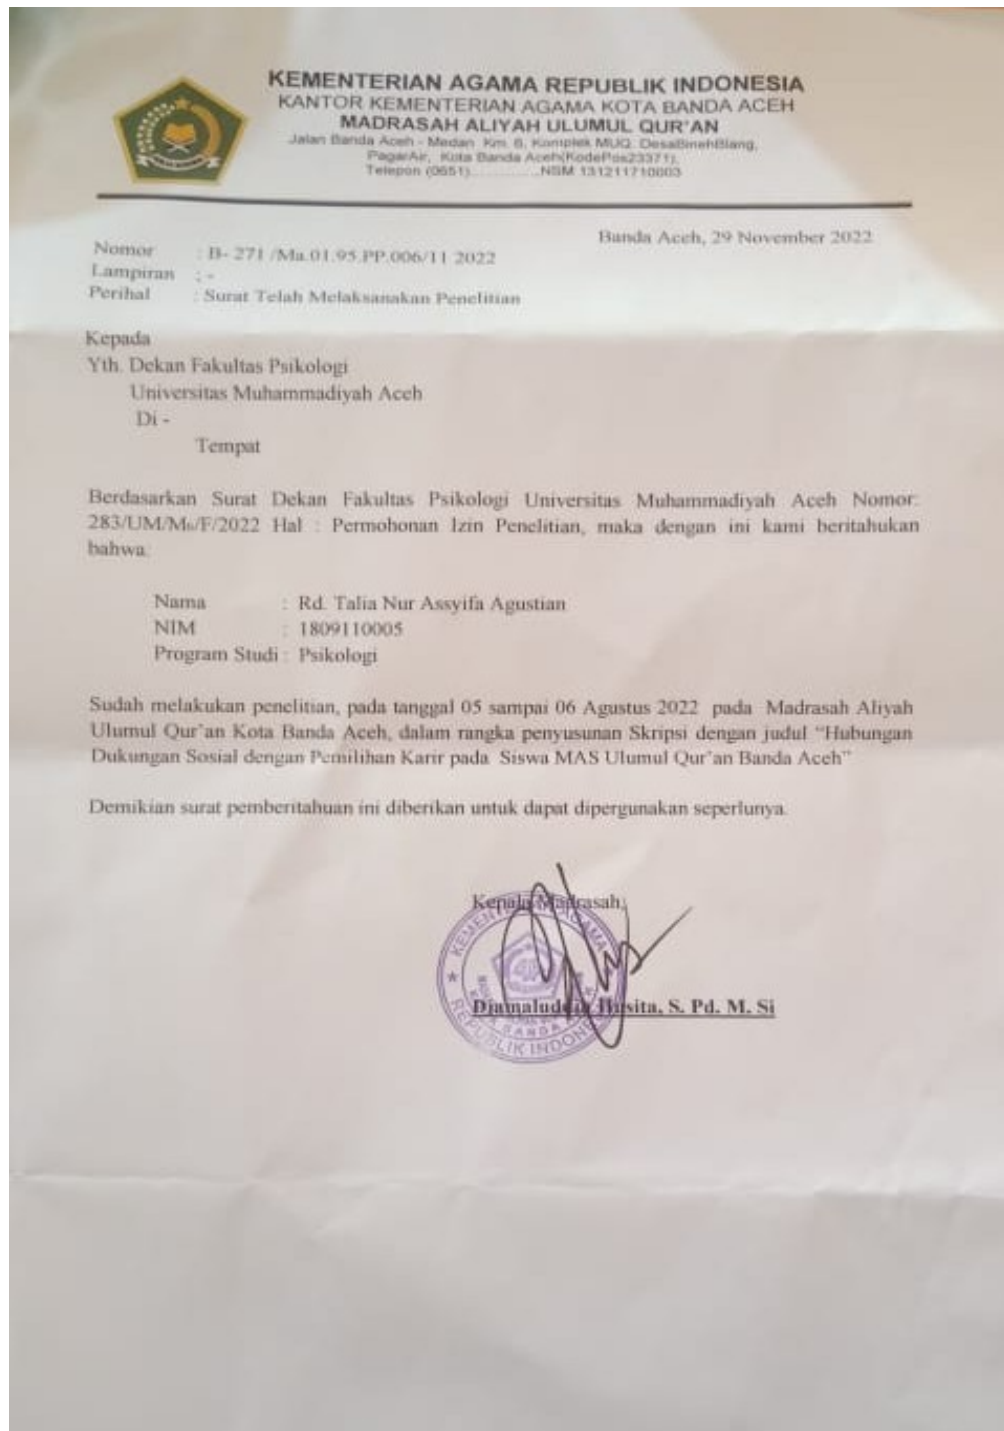 KEMENTERIAN AGAMA REPUBLIK INDONESIA
KANTOR KEMENTERIAN AGAMA KOTA BANDA ACEH
MADRASAH ALIYAH ULUMUL QUR'AN
Jalan Banda Aceh - Medan Km. 6, Komplek MUQ. DesaBinehBlang,
PagarAir, Kota Banda Aceh(KodePos23371),
Telepon (0651)...............NSM 131211710003
Banda Aceh, 29 November 2022
Nomor : B- 271 /Ma.01.95.PP.006/11 2022
Lampiran : -
Perihal : Surat Telah Melaksanakan Penelitian
Kepada
Yth. Dekan Fakultas Psikologi
Universitas Muhammadiyah Aceh
Di -
Tempat
Berdasarkan Surat Dekan Fakultas Psikologi Universitas Muhammadiyah Aceh Nomor:
283/UM/M₆/F/2022 Hal : Permohonan Izin Penelitian, maka dengan ini kami beritahukan
bahwa:
Nama : Rd. Talia Nur Assyifa Agustian
NIM : 1809110005
Program Studi : Psikologi
Sudah melakukan penelitian, pada tanggal 05 sampai 06 Agustus 2022 pada Madrasah Aliyah
Ulumul Qur'an Kota Banda Aceh, dalam rangka penyusunan Skripsi dengan judul “Hubungan
Dukungan Sosial dengan Pemilihan Karir pada Siswa MAS Ulumul Qur'an Banda Aceh”
Demikian surat pemberitahuan ini diberikan untuk dapat dipergunakan seperlunya.
Kepala Madrasah,
KEMENTERIAN AGAMA
Djamaluddin Husita, S. Pd. M. Si
REPUBLIK INDONESIA